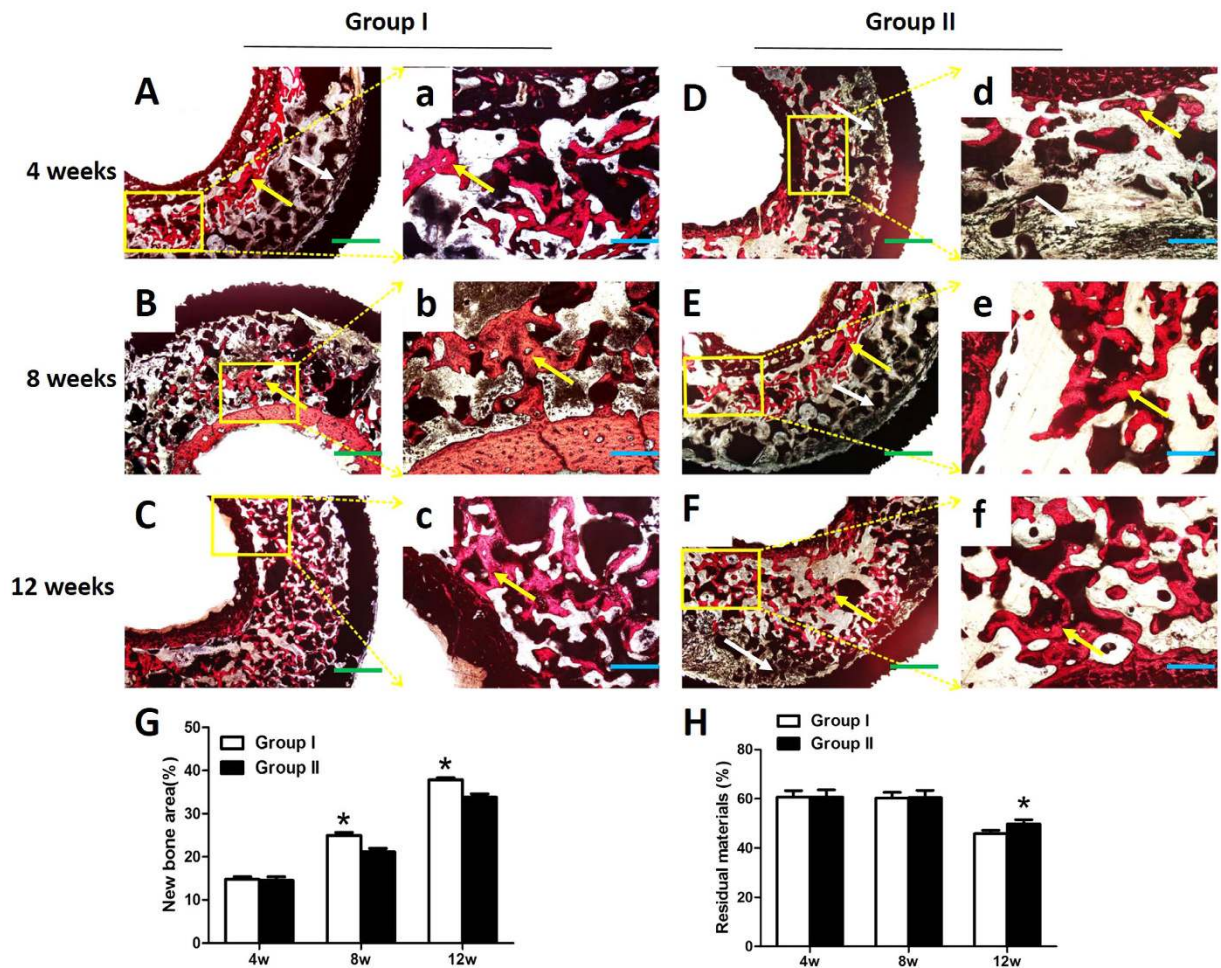 Group I
Group II
A
a
D
d
4 weeks
B
b
E
e
8 weeks
C
c
F
f
12 weeks
G
New bone area(%)
50
40
30
20
10
0
Group I
Group II
*
*
4w
8w
12w
H
Residual materials (%)
80
60
40
20
0
Group I
Group II
*
4w
8w
12w